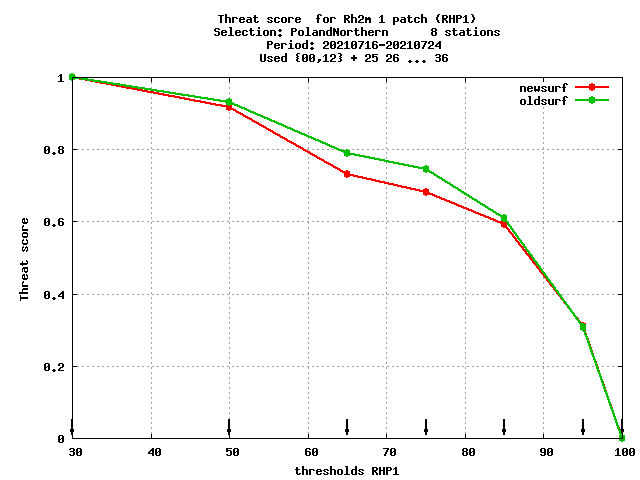 Threat score  for Rh2m 1 patch (RHP1)
Selection: PolandNorthern      8 stations
Period: 20210716-20210724
Used {00,12} + 25 26 ... 36
newsurf
oldsurf
1
0.8
0.6
0.4
0.2
0
Threat score
30 40 50 60 70 80 90 100
thresholds RHP1